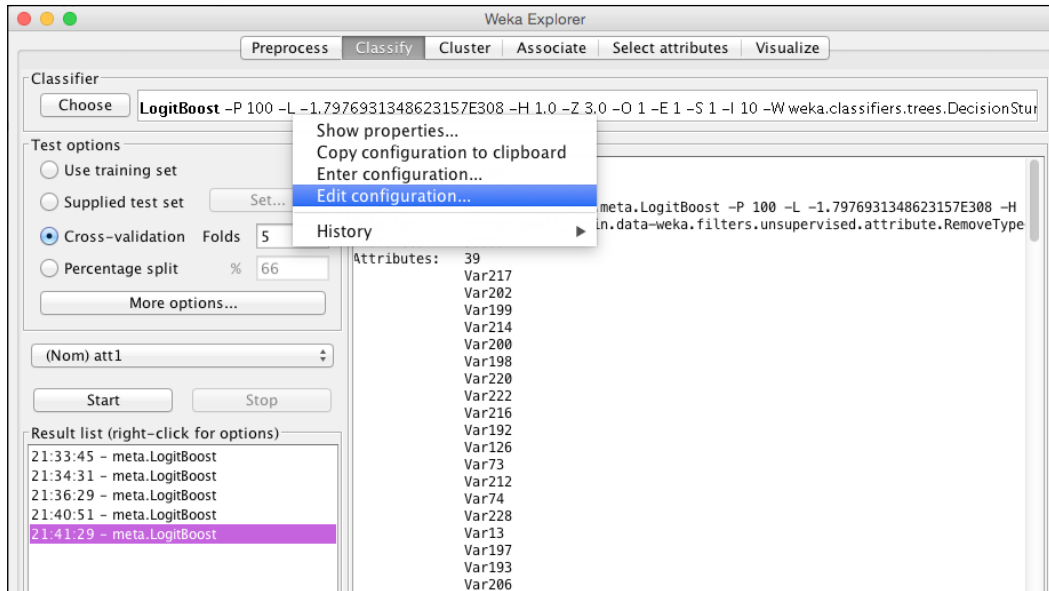 Weka Explorer
Preprocess Classify Cluster Associate Select attributes Visualize
Classifier
Choose LogitBoost -P 100 -L -1.7976931348623157E308 -H 1.0 -Z 3.0 -O 1 -E 1 -S 1 -I 10 -W weka.classifiers.trees.DecisionStur
Show properties...
Copy configuration to clipboard
Enter configuration...
Edit configuration...
History
Test options
Use training set
Supplied test set Set...
Cross-validation Folds 5
Percentage split % 66
More options...
(Nom) att1
Start Stop
Result list (right-click for options)
21:33:45 - meta.LogitBoost
21:34:31 - meta.LogitBoost
21:36:29 - meta.LogitBoost
21:40:51 - meta.LogitBoost
21:41:29 - meta.LogitBoost
meta.LogitBoost -P 100 -L -1.7976931348623157E308 -H
in.data-weka.filters.unsupervised.attribute.RemoveType
Attributes: 39
Var217
Var202
Var199
Var214
Var200
Var198
Var220
Var222
Var216
Var192
Var126
Var73
Var212
Var74
Var228
Var13
Var197
Var193
Var206